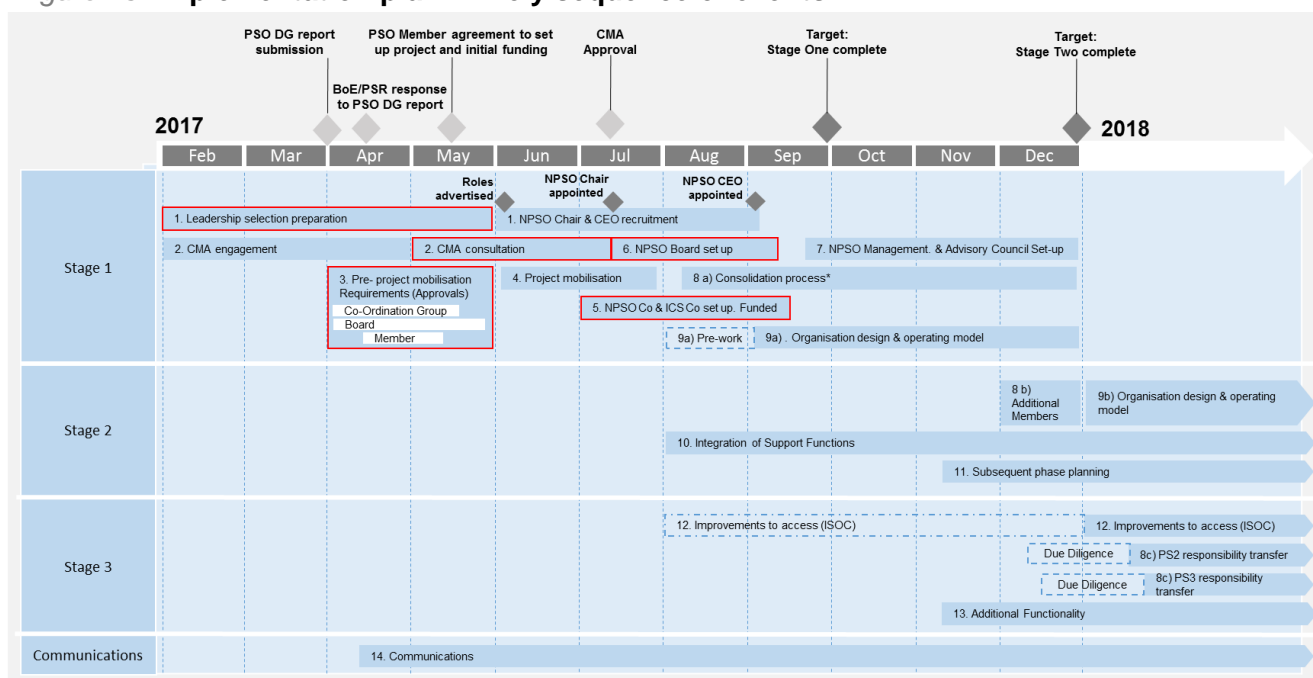 PSO DG report
submission
PSO Member agreement to set
up project and initial funding
CMA
Approval
Target:
Stage One complete
Target:
Stage Two complete
BoE/PSR response
to PSO DG report
2017
2018
Feb
Mar
Apr
May
Jun
Jul
Aug
Sep
Oct
Nov
Dec
Roles
advertised
NPSO Chair
appointed
NPSO CEO
appointed
Stage 1
1. Leadership selection preparation
1. NPSO Chair & CEO recruitment
2. CMA engagement
2. CMA consultation
6. NPSO Board set up
7. NPSO Management. & Advisory Council Set-up
3. Pre- project mobilisation
Requirements (Approvals)
Co-Ordination Group
Board
Member
4. Project mobilisation
8 a) Consolidation process*
5. NPSO Co & ICS Co set up. Funded
9a) Pre-work
9a) . Organisation design & operating model
Stage 2
8 b)
Additional
Members
9b) Organisation design & operating
model
10. Integration of Support Functions
11. Subsequent phase planning
Stage 3
12. Improvements to access (ISOC)
12. Improvements to access (ISOC)
Due Diligence
8c) PS2 responsibility transfer
Due Diligence
8c) PS3 responsibility
transfer
13. Additional Functionality
Communications
14. Communications